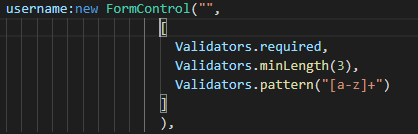 username:new FormControl("",
[
Validators.required,
Validators.minLength(3),
Validators.pattern("[a-z]+")
]
),